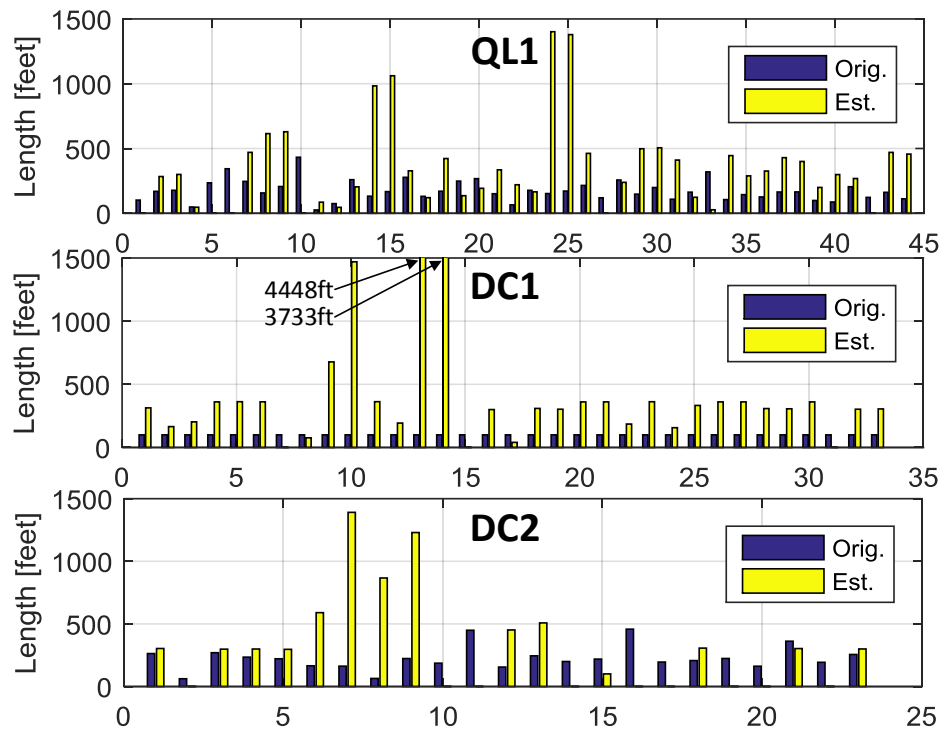 1500
1000
500
0
Length [feet]
QL1
Orig.
Est.
0 5 10 15 20 25 30 35 40 45
1500
1000
500
0
Length [feet]
4448ft
3733ft
DC1
Orig.
Est.
0 5 10 15 20 25 30 35
1500
1000
500
0
Length [feet]
DC2
Orig.
Est.
0 5 10 15 20 25